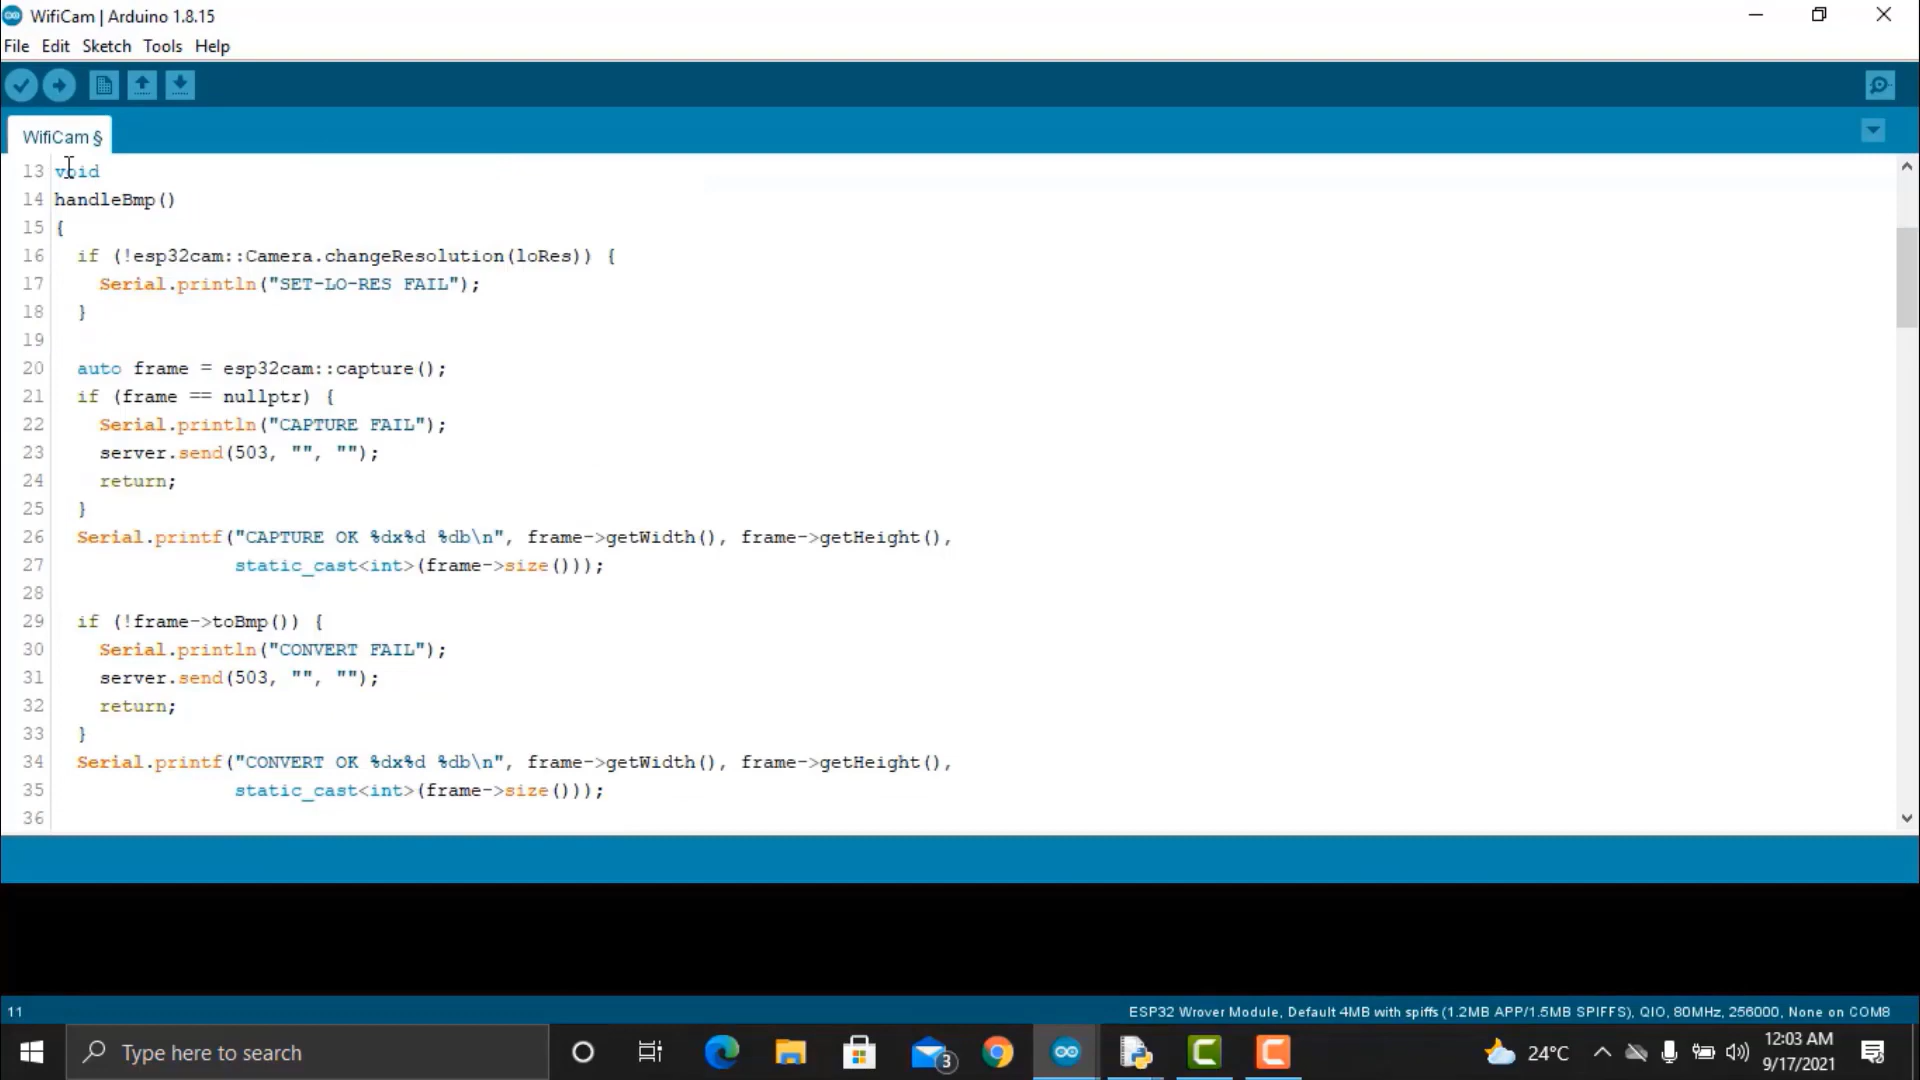 WifiCam | Arduino 1.8.15
File Edit Sketch Tools Help
WifiCam §
13 void
14 handleBmp()
15 {
16   if (!esp32cam::Camera.changeResolution(loRes)) {
17     Serial.println("SET-LO-RES FAIL");
18   }
19
20   auto frame = esp32cam::capture();
21   if (frame == nullptr) {
22     Serial.println("CAPTURE FAIL");
23     server.send(503, "", "");
24     return;
25   }
26   Serial.printf("CAPTURE OK %dx%d %db\n", frame->getWidth(), frame->getHeight(),
27                 static_cast<int>(frame->size()));
28
29   if (!frame->toBmp()) {
30     Serial.println("CONVERT FAIL");
31     server.send(503, "", "");
32     return;
33   }
34   Serial.printf("CONVERT OK %dx%d %db\n", frame->getWidth(), frame->getHeight(),
35                 static_cast<int>(frame->size()));
36
11 ESP32 Wrover Module, Default 4MB with spiffs (1.2MB APP/1.5MB SPIFFS), QIO, 80MHz, 256000, None on COM8
Type here to search 3 24°C 12:03 AM
9/17/2021